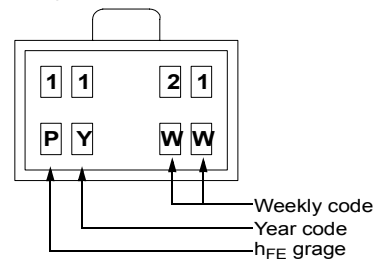 1 1 2 1
P Y W W
Weekly code
Year code
hFE grage